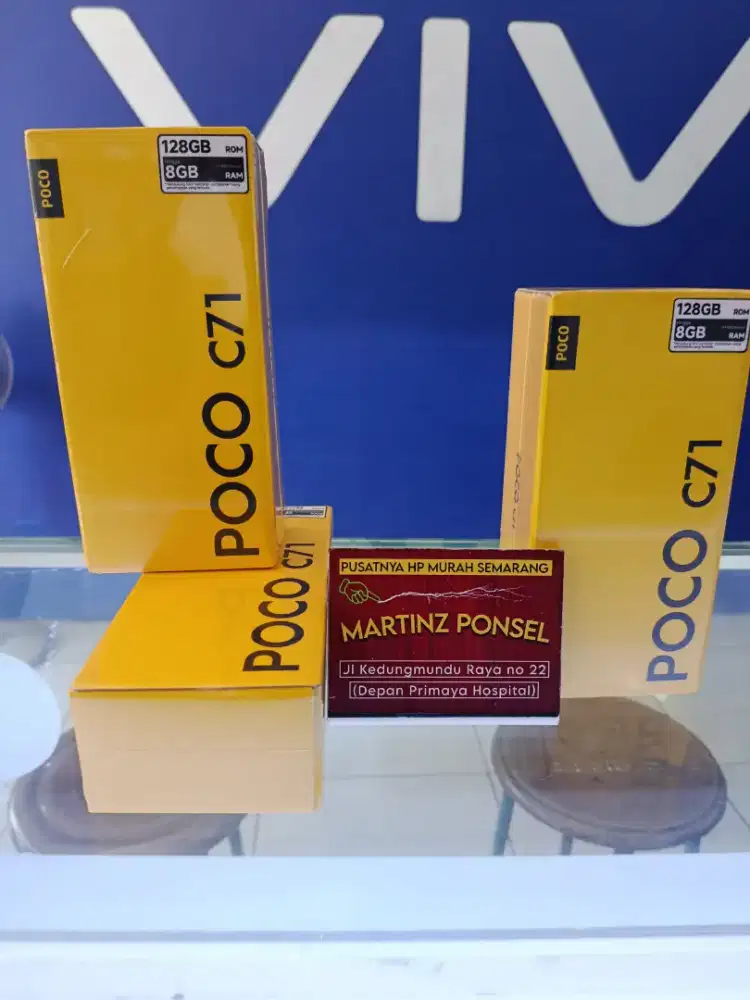 VIV
128GB ROM
8GB RAM
POCO
POCO C71
128GB ROM
8GB RAM
POCO
POCO C71
POCO C71
PUSATNYA HP MURAH SEMARANG
MARTINZ PONSEL
Jl Kedungmundu Raya no 22
(Depan Primaya Hospital)